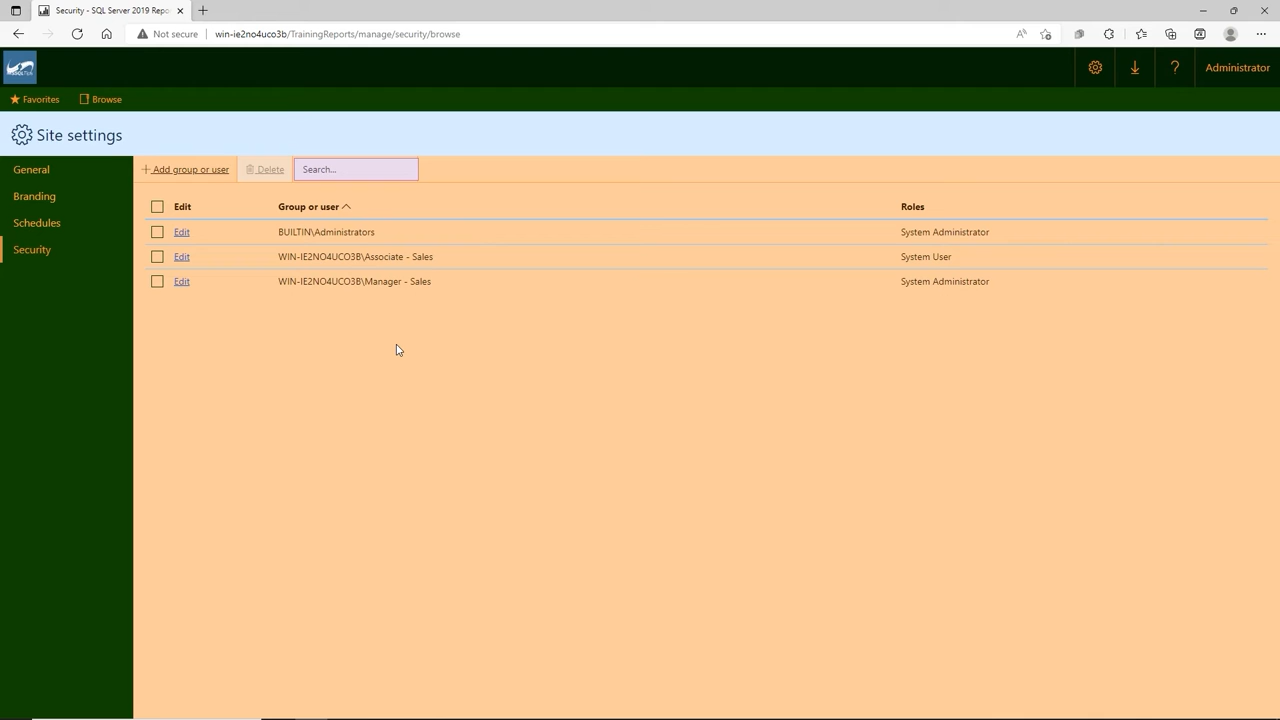 Security - SQL Server 2019 Repo
Not secure win-ie2no4uco3b/TrainingReports/manage/security/browse
Administrator
Favorites Browse
Site settings
General
Branding
Schedules
Security
Add group or user Delete Search...
Edit Group or user Roles
Edit BUILTIN\Administrators System Administrator
Edit WIN-IE2NO4UCO3B\Associate - Sales System User
Edit WIN-IE2NO4UCO3B\Manager - Sales System Administrator